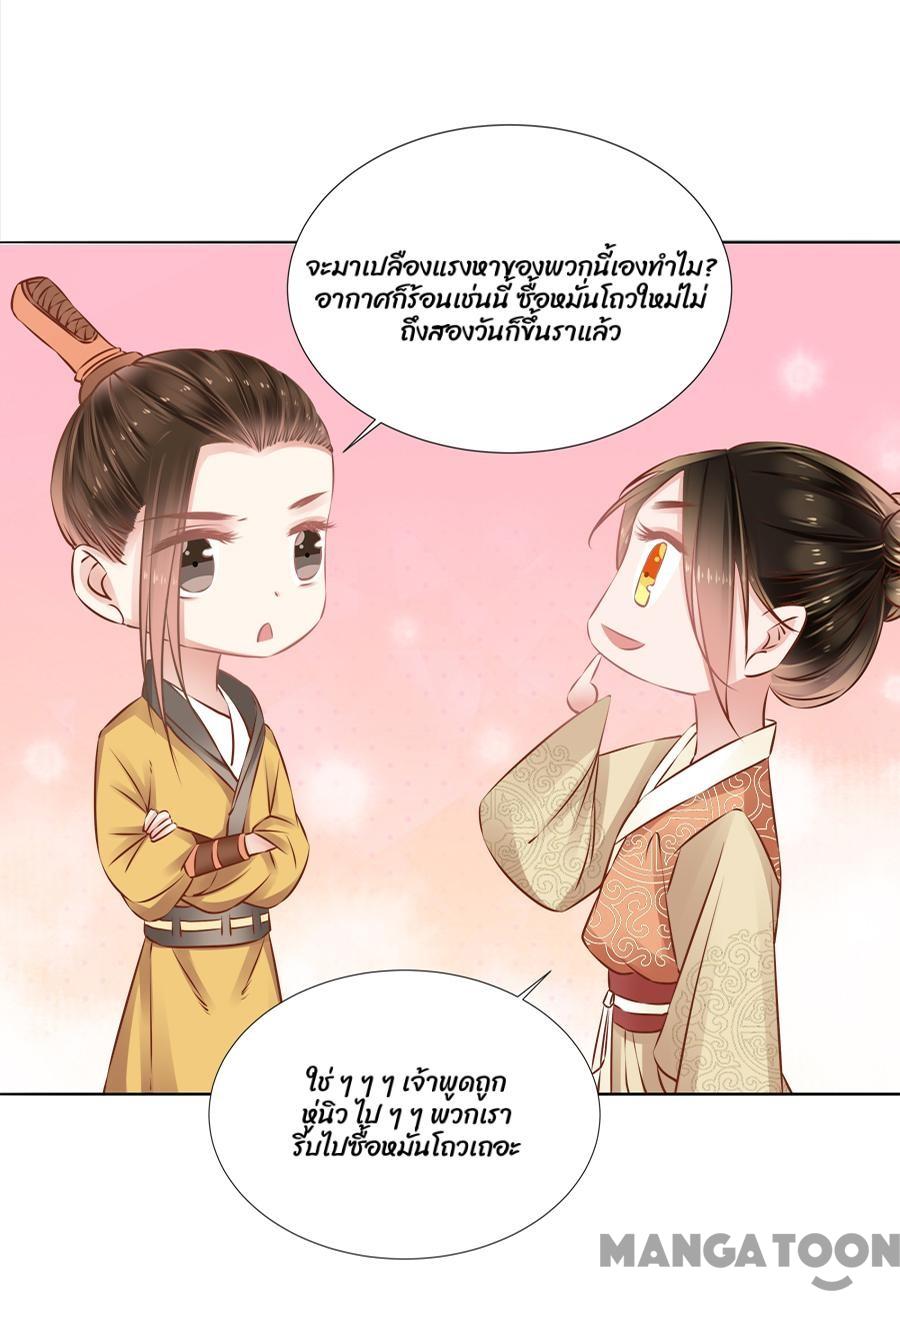 จะมาเปลืองแรงหาของพวกนี้เองทำไม?
อากาศก็ร้อนเช่นนี้ ซื้อหมั่นโถวใหม่ไม่
ถึงสองวันก็ขึ้นราแล้ว
ใช่ ๆ ๆ ๆ เจ้าพูดถูก
หู่นิว ไป ๆ ๆ พวกเรา
รีบไปซื้อหมั่นโถวเถอะ
MANGATOON